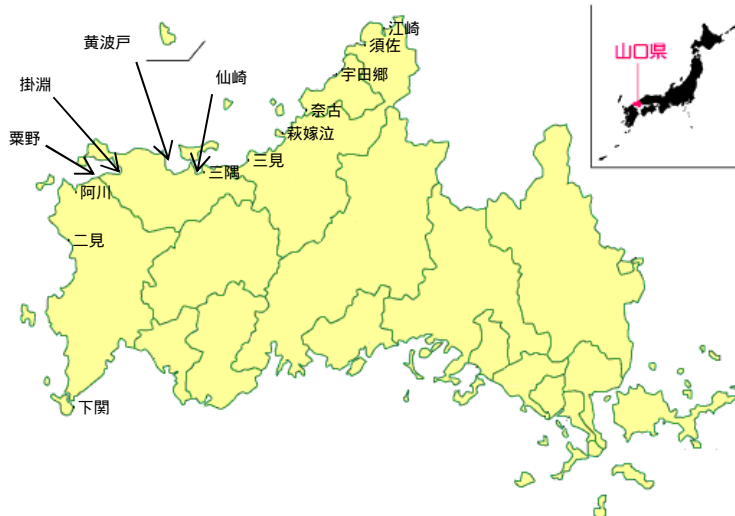 江崎
須佐
黄波戸
山口県
宇田郷
仙崎
掛淵
奈古
萩嫁泣
粟野
三見
三隅
阿川
二見
下関